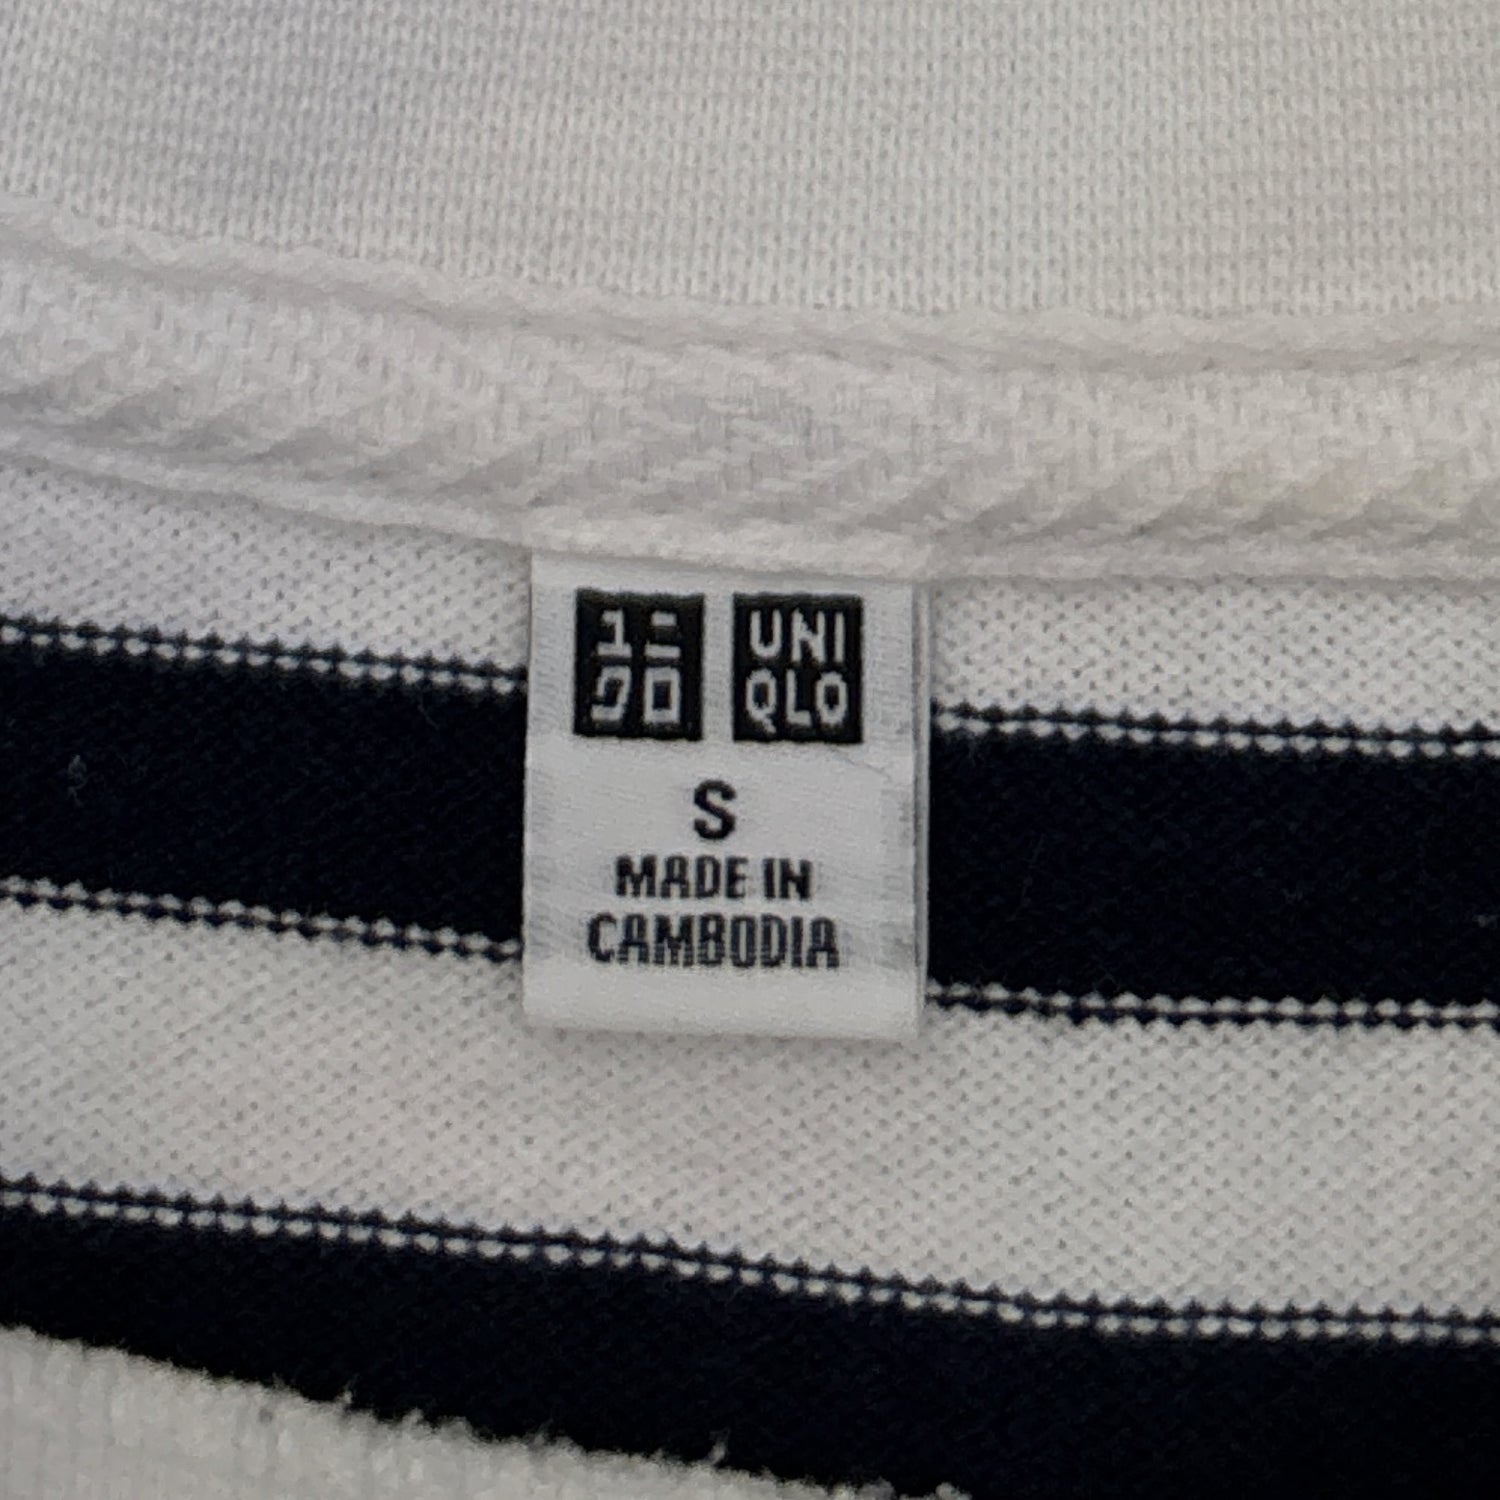 ユニ
クロ
UNI
QLO
S
MADE IN
CAMBODIA